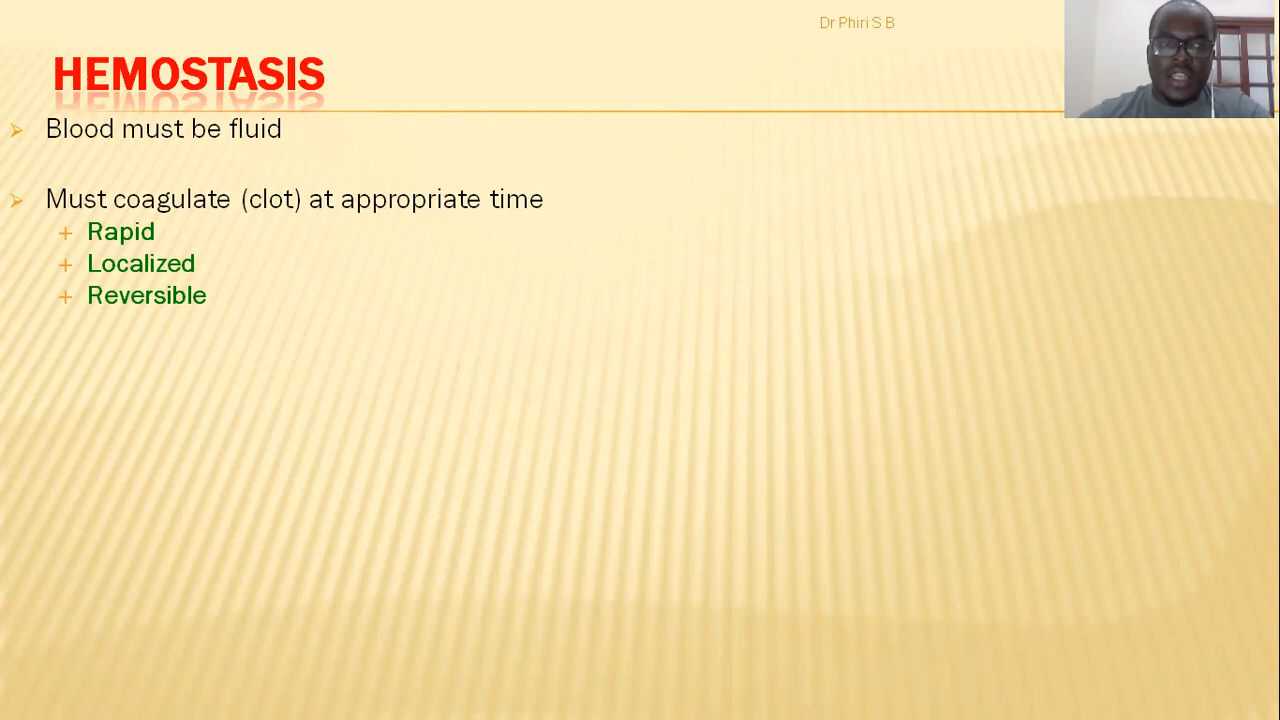 Dr Phiri S B
HEMOSTASIS
Blood must be fluid
Must coagulate (clot) at appropriate time
Rapid
Localized
Reversible